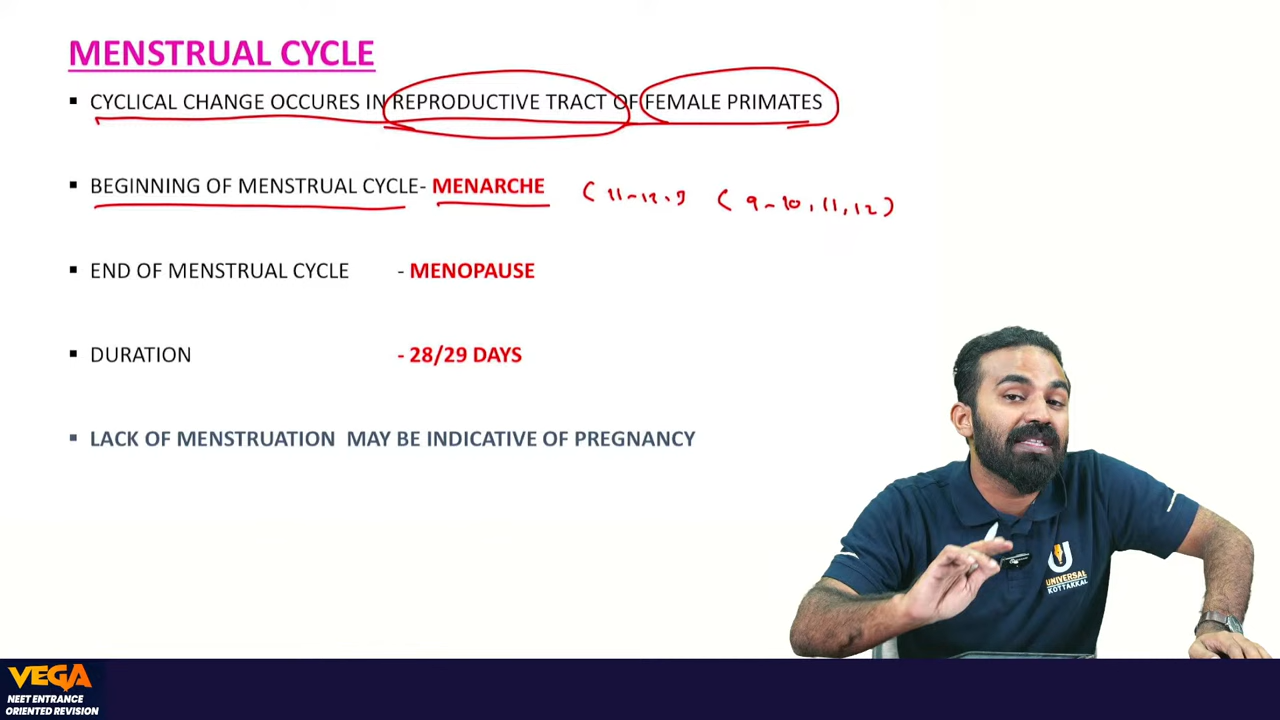 MENSTRUAL CYCLE
▪ CYCLICAL CHANGE OCCURES IN REPRODUCTIVE TRACT OF FEMALE PRIMATES
▪ BEGINNING OF MENSTRUAL CYCLE- MENARCHE (9-10, 11, 12)
▪ END OF MENSTRUAL CYCLE - MENOPAUSE
▪ DURATION - 28/29 DAYS
▪ LACK OF MENSTRUATION MAY BE INDICATIVE OF PREGNANCY
UNIVERSAL
KOTTAKKAL
VEGA
NEET ENTRANCE
ORIENTED REVISION